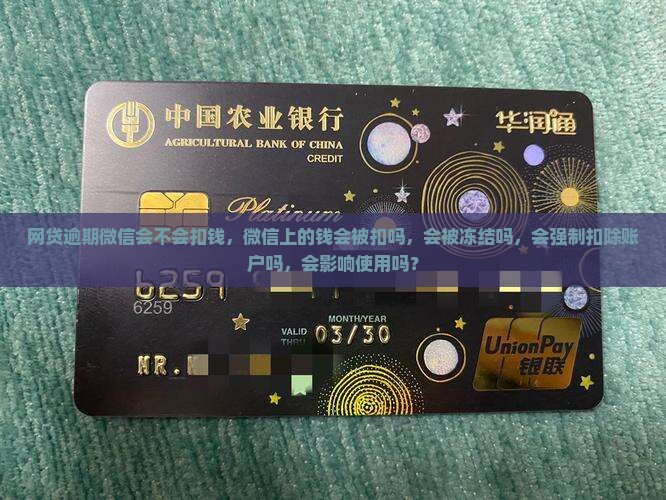 中国农业银行
AGRICULTURAL BANK OF CHINA
CREDIT
华润通
Platinum
网贷逾期微信会不会扣钱，微信上的钱会被扣吗，会被冻结吗，会强制扣除账
户吗，会影响使用吗？
6259
6259
MONTH/YEAR
VALID THRU 03/30
MR.
UnionPay
银联